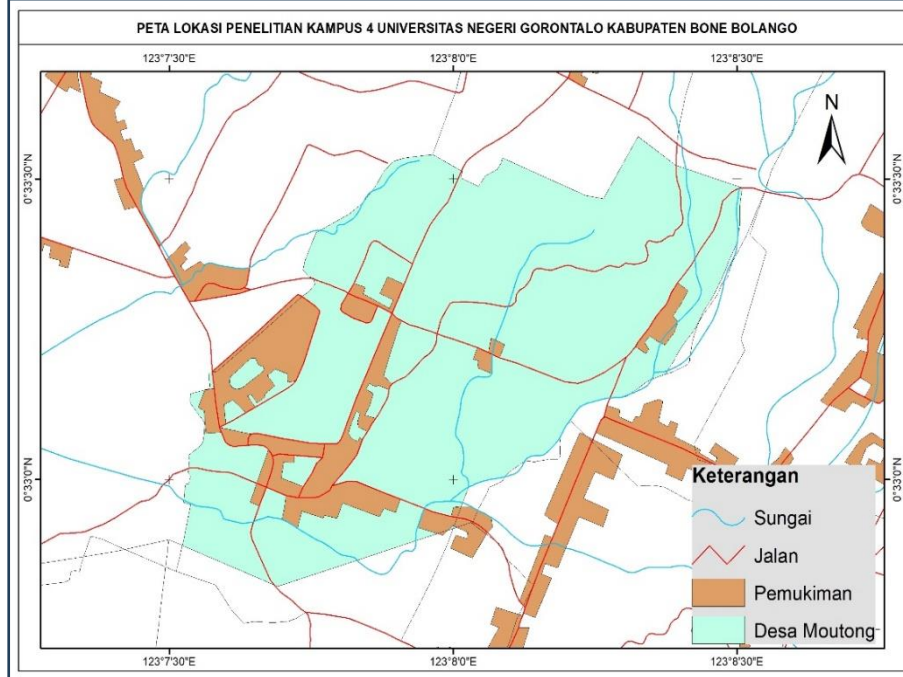 PETA LOKASI PENELITIAN KAMPUS 4 UNIVERSITAS NEGERI GORONTALO KABUPATEN BONE BOLANGO
123°7'30"E 123°8'0"E 123°8'30"E
N
0°33'30"N 0°33'30"N
0°33'0"N 0°33'0"N
Keterangan
Sungai
Jalan
Pemukiman
Desa Moutong
123°7'30"E 123°8'0"E 123°8'30"E